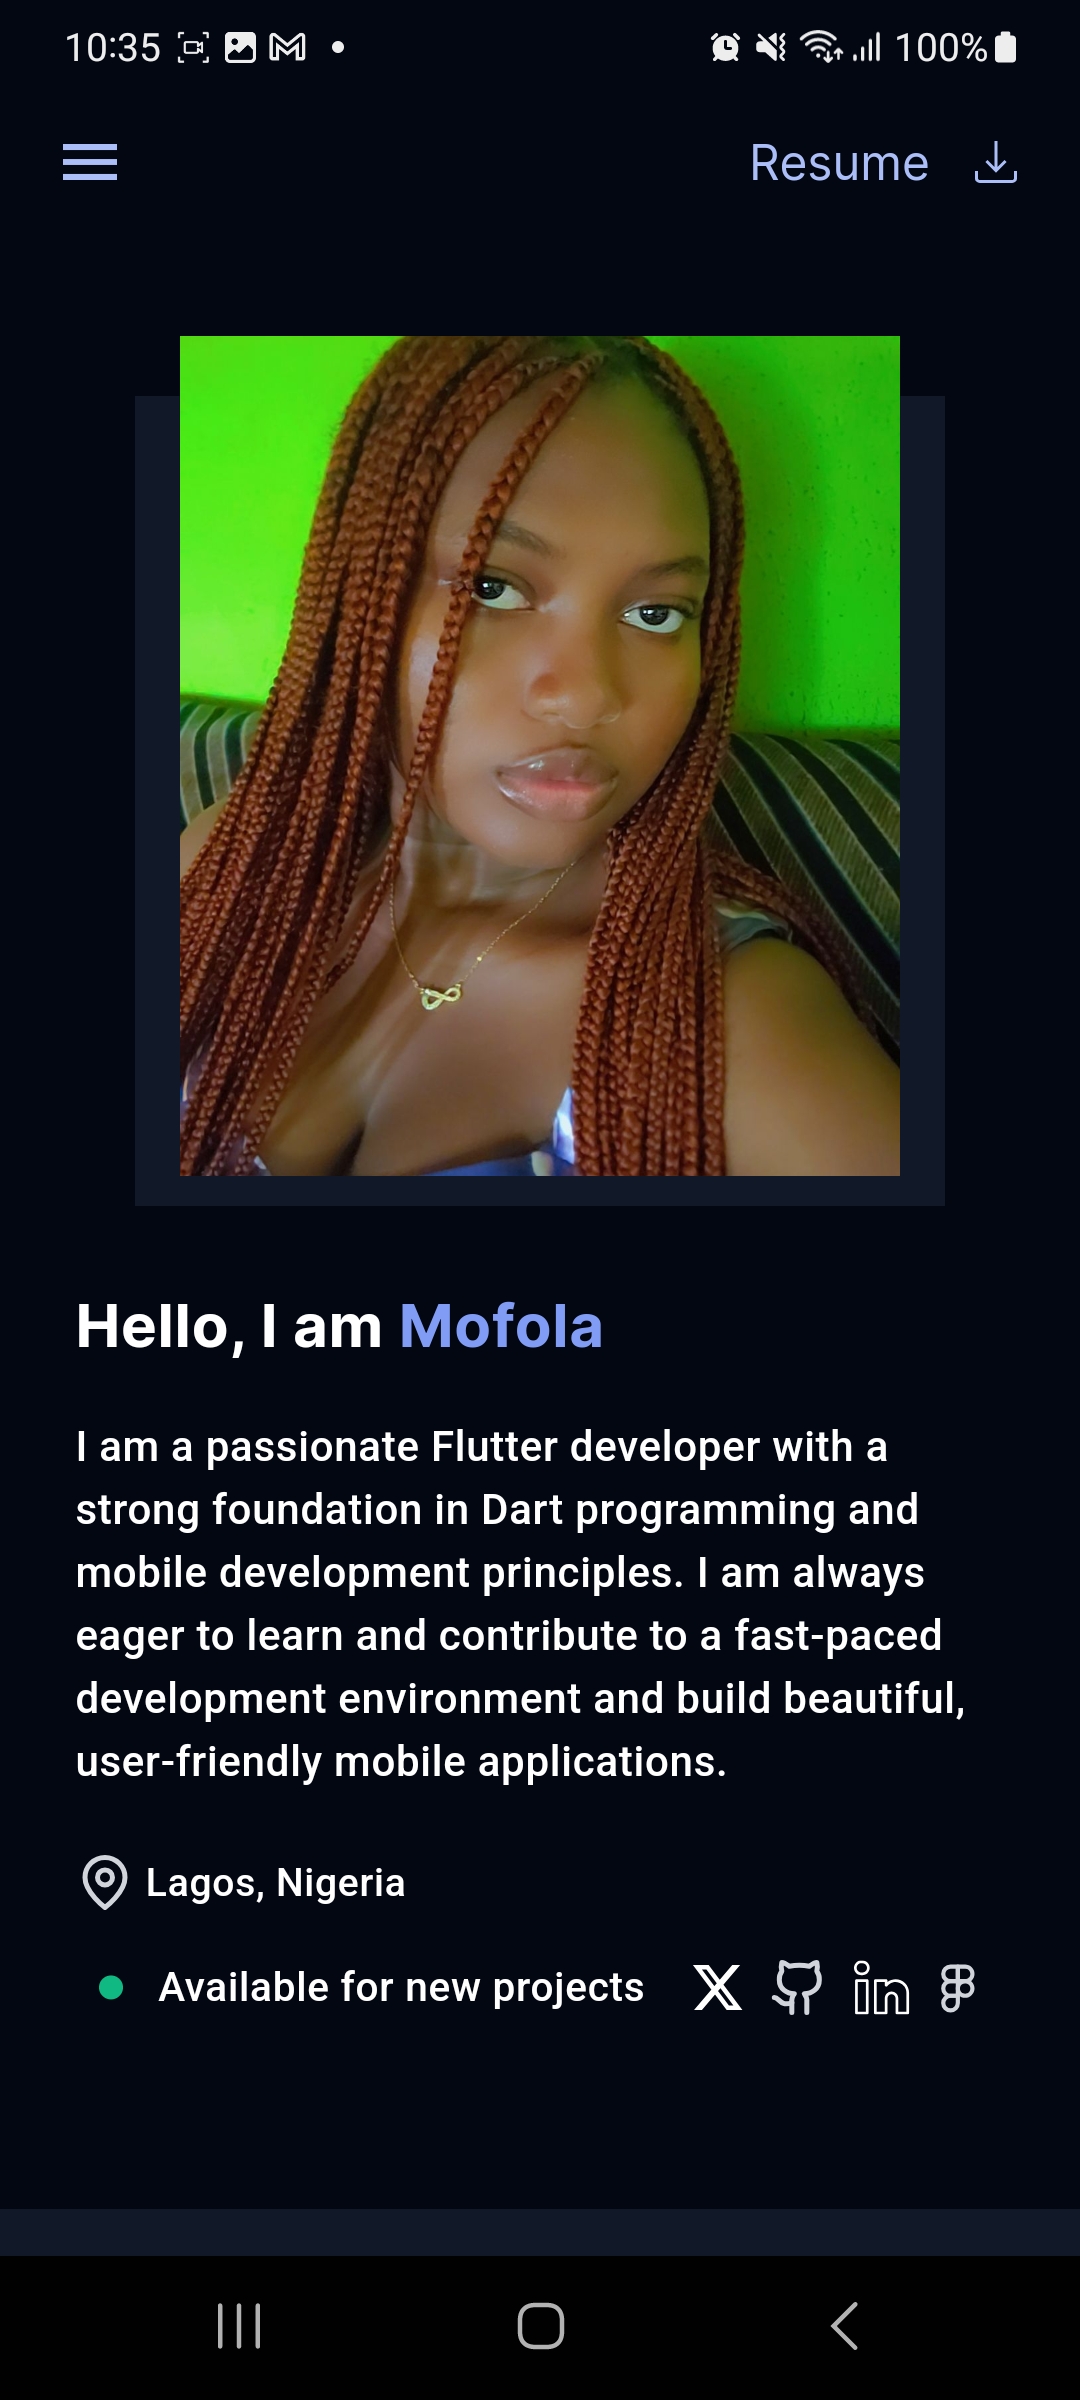 10:35 100%
Resume
Hello, I am Mofola
I am a passionate Flutter developer with a
strong foundation in Dart programming and
mobile development principles. I am always
eager to learn and contribute to a fast-paced
development environment and build beautiful,
user-friendly mobile applications.
Lagos, Nigeria
Available for new projects